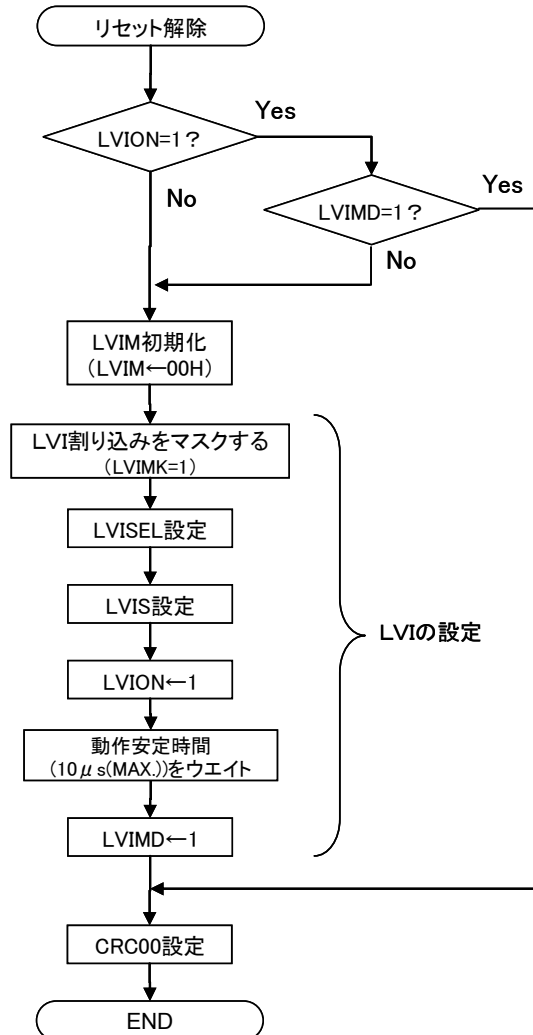 リセット解除
LVION=1？
Yes
No
LVIMD=1？
Yes
No
LVIM初期化
(LVIM←00H)
LVI割り込みをマスクする
(LVIMK=1)
LVISEL設定
LVIS設定
LVION←1
動作安定時間
(10μs(MAX.))をウエイト
LVIMD←1
LVIの設定
CRC00設定
END